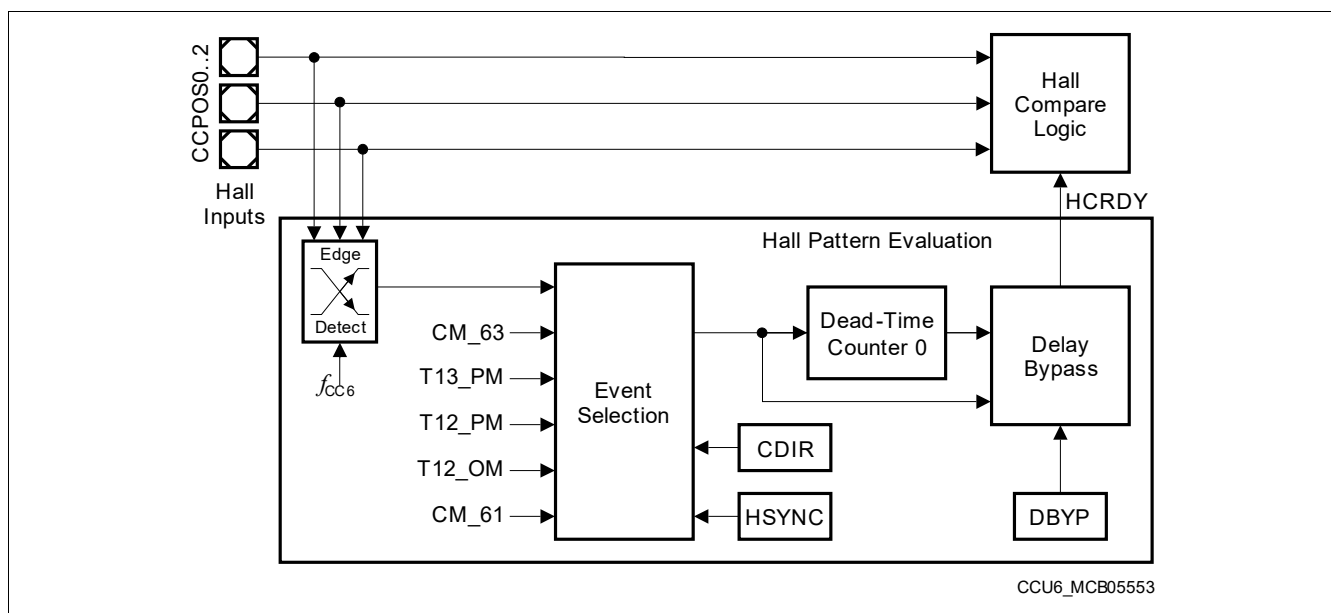 CCPOS0..2
Hall
Inputs
Hall
Compare
Logic
HCRDY
Hall Pattern Evaluation
Edge
Detect
fCC6
CM_63
T13_PM
T12_PM
T12_OM
CM_61
Event
Selection
Dead-Time
Counter 0
Delay
Bypass
CDIR
HSYNC
DBYP
CCU6_MCB05553